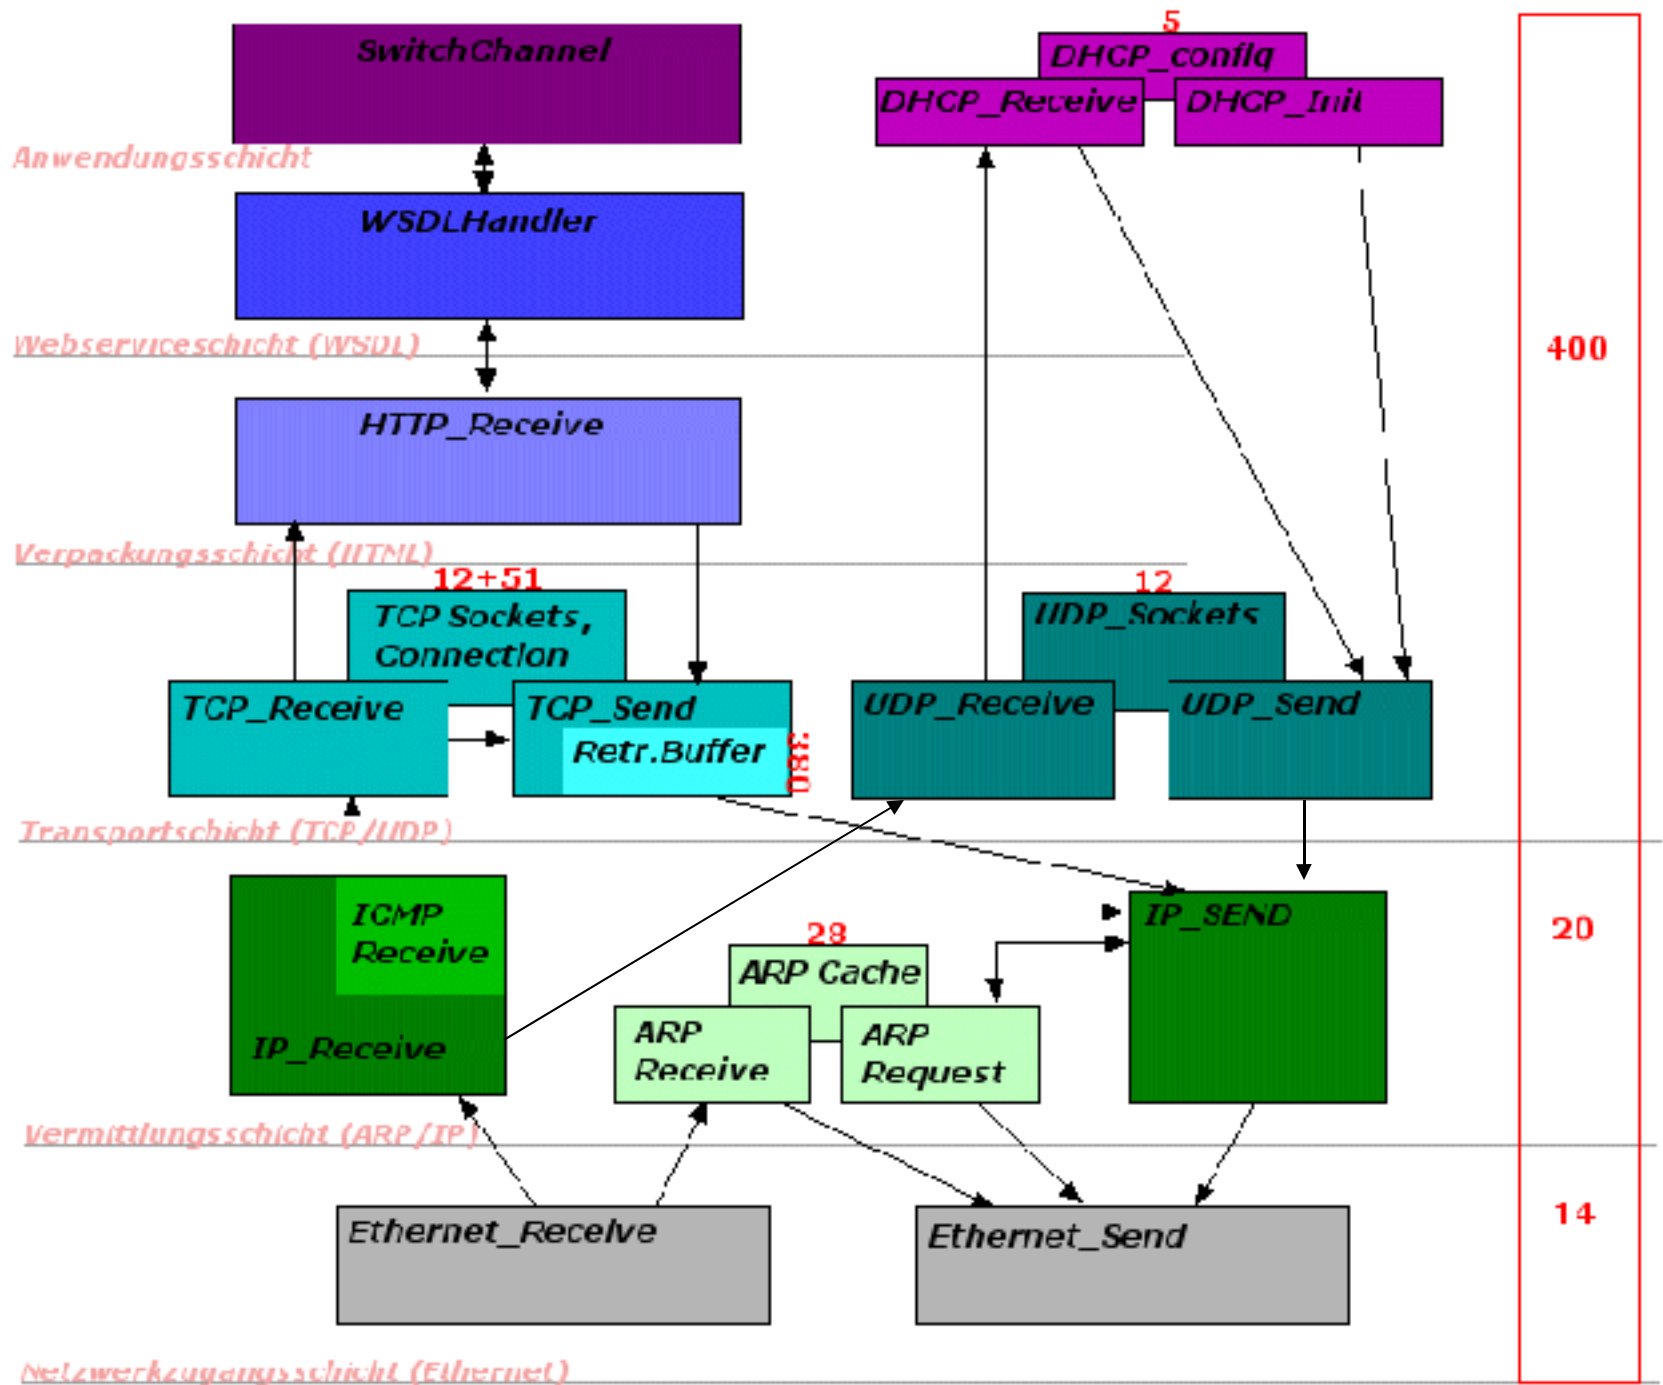 SwitchChannel
5
DHCP_config
DHCP_Receive
DHCP_Init
Anwendungsschicht
WSDLHandler
Webserviceschicht (WSDL)
400
HTTP_Receive
Verpackungsschicht (HTML)
12+51
TCP Sockets,
Connection
12
UDP_Sockets
TCP_Receive
TCP_Send
Retr.Buffer
380
UDP_Receive
UDP_Send
Transportschicht (TCP/UDP)
ICMP
Receive
IP_Receive
28
ARP Cache
ARP
Receive
ARP
Request
IP_SEND
20
Vermittlungsschicht (ARP/IP)
Ethernet_Receive
Ethernet_Send
14
Netzwerkzugangsschicht (Ethernet)